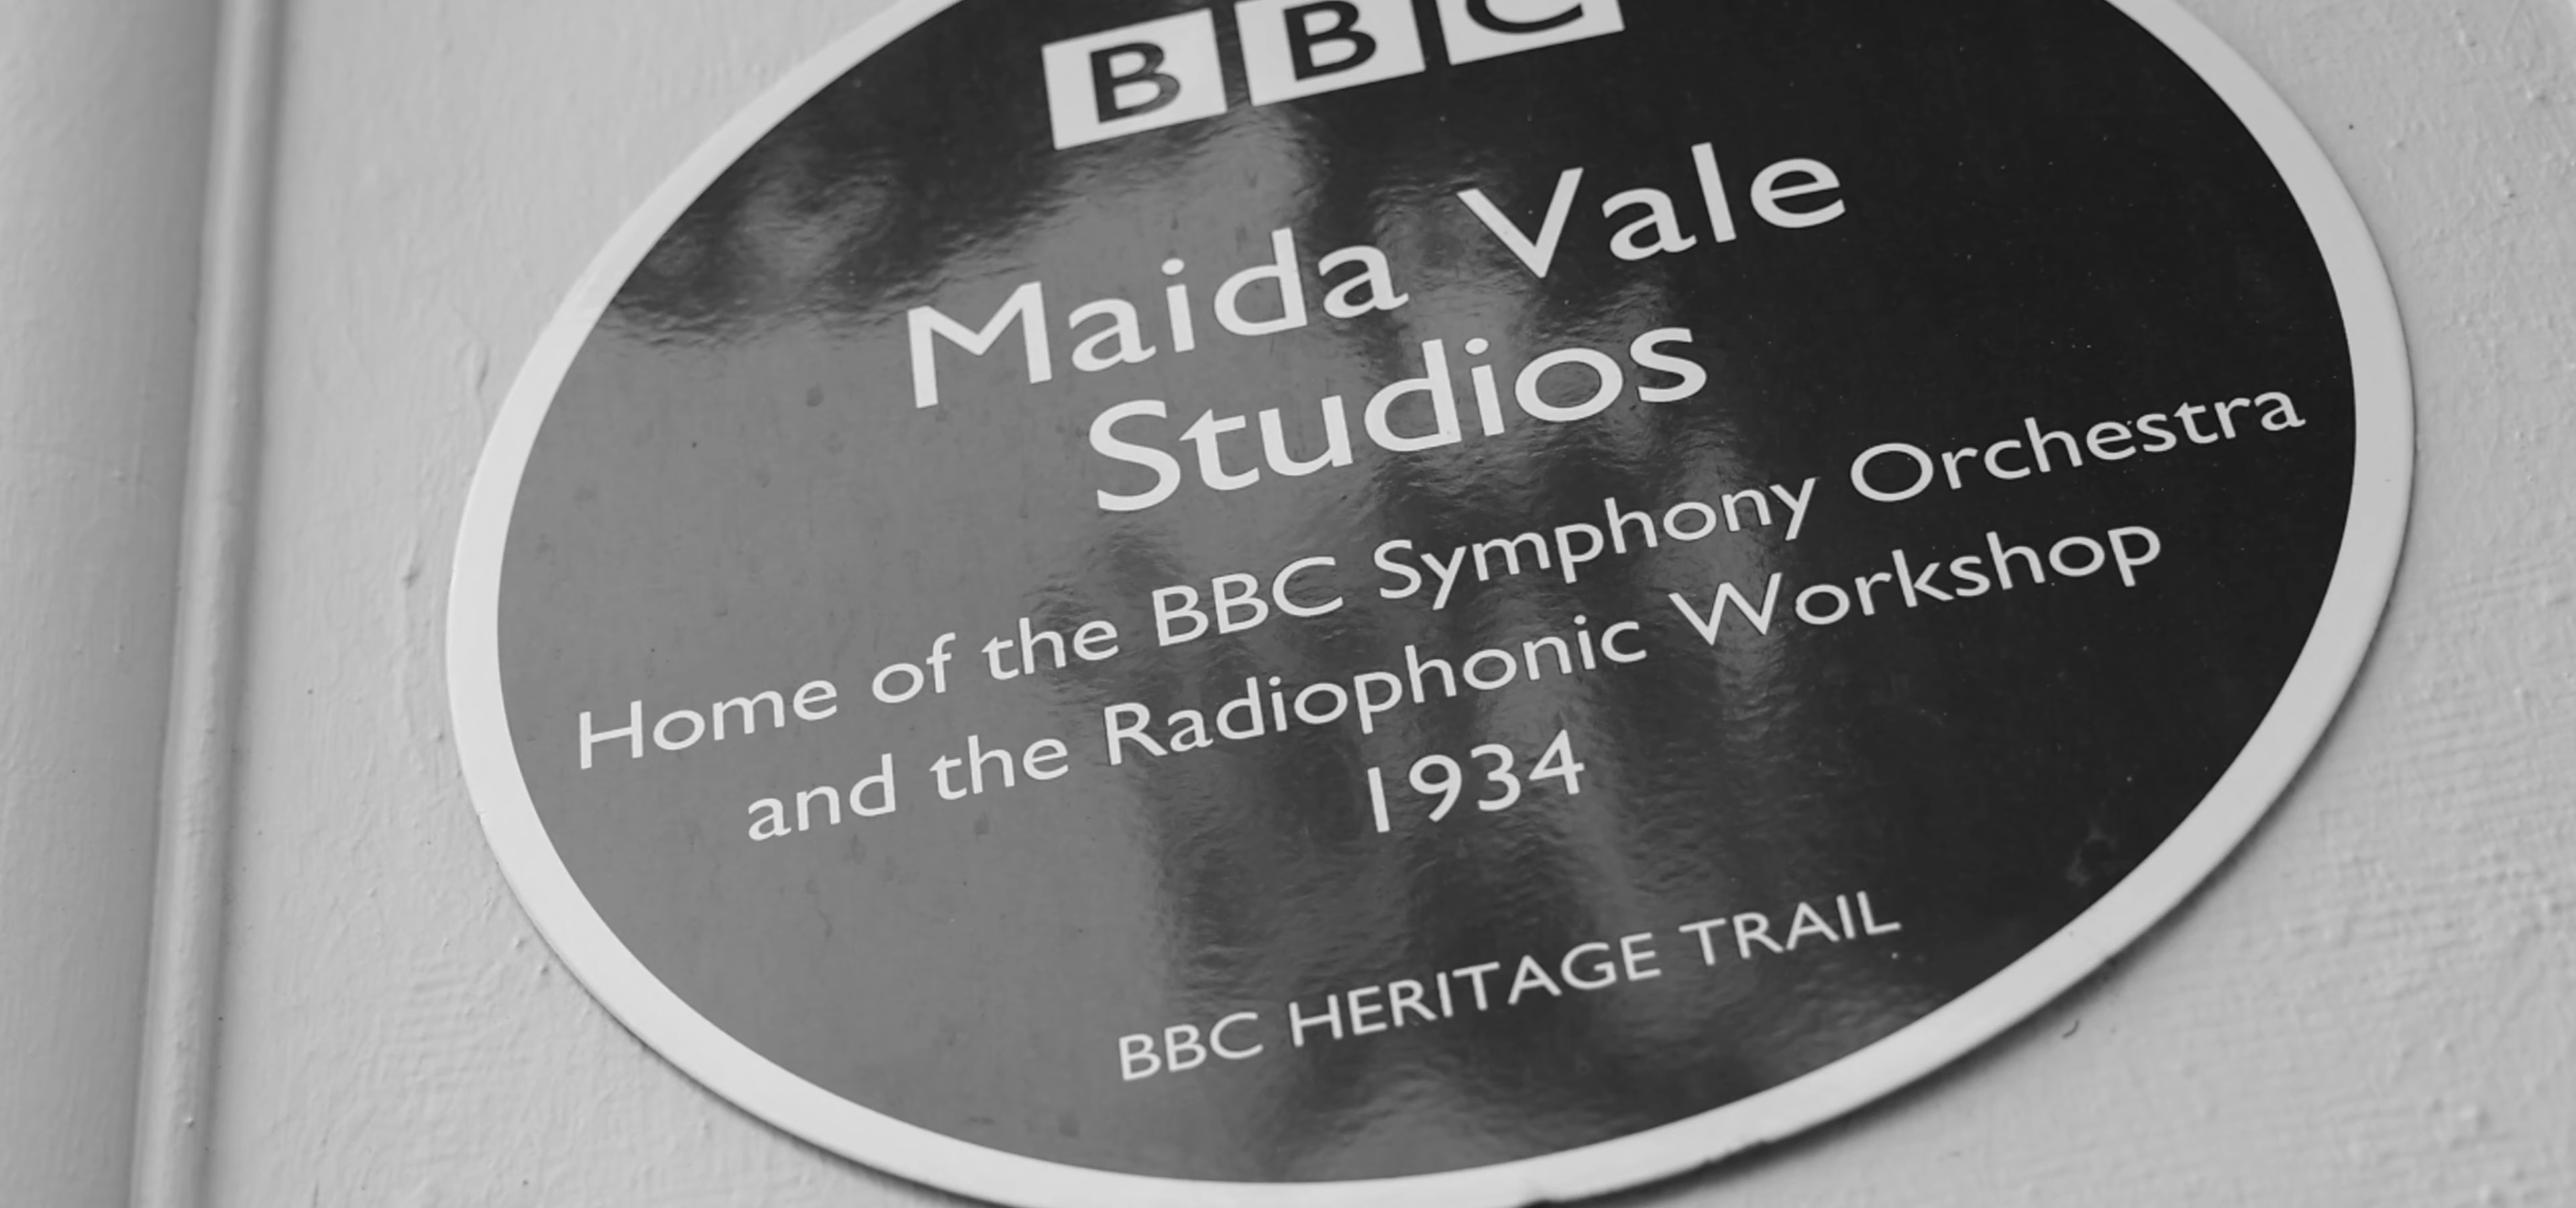 BBC
Maida Vale
Studios
Home of the BBC Symphony Orchestra
and the Radiophonic Workshop
1934
BBC HERITAGE TRAIL